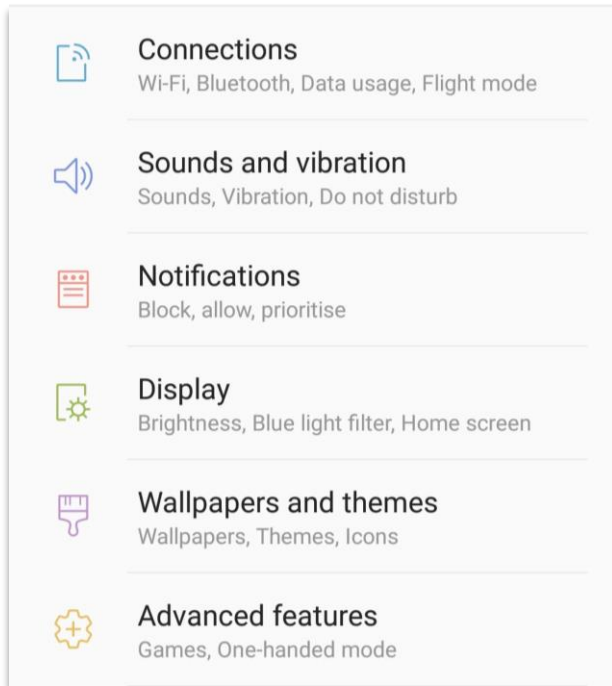 Connections
Wi-Fi, Bluetooth, Data usage, Flight mode
Sounds and vibration
Sounds, Vibration, Do not disturb
Notifications
Block, allow, prioritise
Display
Brightness, Blue light filter, Home screen
Wallpapers and themes
Wallpapers, Themes, Icons
Advanced features
Games, One-handed mode